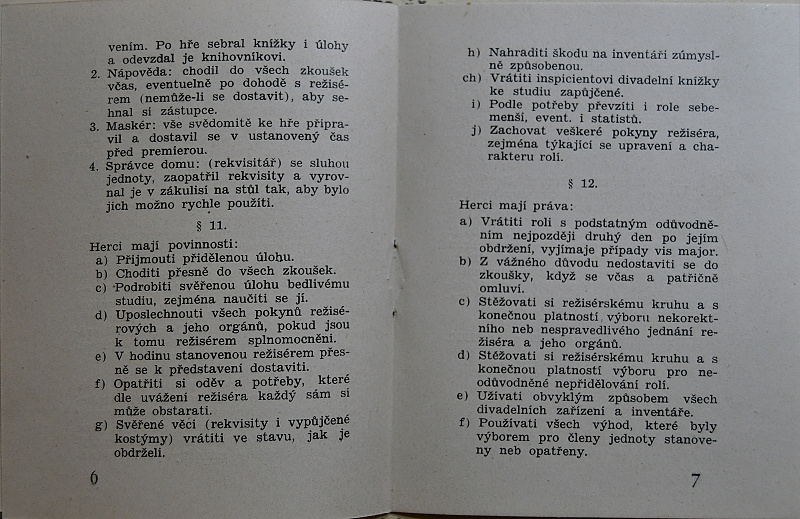 vením. Po hře sebral knížky i úlohy
a odevzdal je knihovníkovi.
2. Nápověda: chodil do všech zkoušek
včas, eventuelně po dohodě s režisé-
rem (nemůže-li se dostavit), aby se-
hnal si zástupce.
3. Maskér: vše svědomitě ke hře připra-
vil a dostavil se v ustanovený čas
před premierou.
4. Správce domu: (rekvisitář) se sluhou
jednoty, zaopatřil rekvisity a vyrov-
nal je v zákulisí na stůl tak, aby bylo
jich možno rychle použíti.
§ 11.
Herci mají povinnosti:
a) Přijmouti přidělenou úlohu.
b) Choditi přesně do všech zkoušek.
c) Podrobiti svěřenou úlohu bedlivému
studiu, zejména naučiti se jí.
d) Uposlechnouti všech pokynů režisé-
rových a jeho orgánů, pokud jsou
k tomu režisérem splnomocněni.
e) V hodinu stanovenou režisérem přes-
ně se k představení dostaviti.
f) Opatřiti si oděv a potřeby, které
dle uvážení režiséra každý sám si
může obstarati.
g) Svěřené věci (rekvisity i vypůjčené
kostýmy) vrátiti ve stavu, jak je
obdrželi.
6
h) Nahraditi škodu na inventáři zúmysl-
ně způsobenou.
ch) Vrátiti inspicientovi divadelní knížky
ke studiu zapůjčené.
i) Podle potřeby převzíti i role sebe-
menší, event. i statistů.
j) Zachovat veškeré pokyny režiséra,
zejména týkající se upravení a cha-
rakteru rolí.
§ 12.
Herci mají práva:
a) Vrátiti roli s podstatným odůvodně-
ním nejpozději druhý den po jejím
obdržení, vyjímaje případy vis major.
b) Z vážného důvodu nedostaviti se do
zkoušky, když se včas a patřičně
omluví.
c) Stěžovati si režisérskému kruhu a s
konečnou platností výboru nekorekt-
ního neb nespravedlivého jednání re-
žiséra a jeho orgánů.
d) Stěžovati si režisérskému kruhu a s
konečnou platností výboru pro ne-
odůvodněné nepřidělování rolí.
e) Užívati obvyklým způsobem všech
divadelních zařízení a inventáře.
f) Používati všech výhod, které byly
výborem pro členy jednoty stanove-
ny neb opatřeny.
7